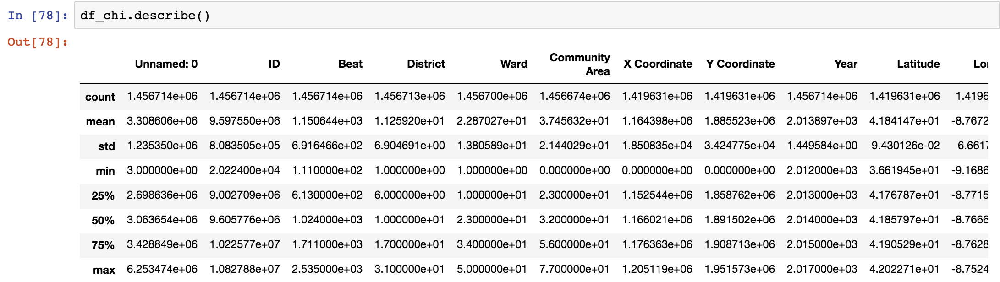 In [78]: df_chi.describe()
Out[78]:
Unnamed: 0 ID Beat District Ward Community Area X Coordinate Y Coordinate Year Latitude Lo
count 1.456714e+06 1.456714e+06 1.456714e+06 1.456713e+06 1.456700e+06 1.456674e+06 1.419631e+06 1.419631e+06 1.456714e+06 1.419631e+06 1.4196
mean 3.308606e+06 9.597550e+06 1.150644e+03 1.125920e+01 2.287027e+01 3.745632e+01 1.164398e+06 1.885523e+06 2.013897e+03 4.184147e+01 -8.7672
std 1.235350e+06 8.083505e+05 6.916466e+02 6.904691e+00 1.380589e+01 2.144029e+01 1.850835e+04 3.424775e+04 1.449584e+00 9.430126e-02 6.6617
min 3.000000e+00 2.022400e+04 1.110000e+02 1.000000e+00 1.000000e+00 0.000000e+00 0.000000e+00 0.000000e+00 2.012000e+03 3.661945e+01 -9.1686
25% 2.698636e+06 9.002709e+06 6.130000e+02 6.000000e+00 1.000000e+01 2.300000e+01 1.152544e+06 1.858762e+06 2.013000e+03 4.176787e+01 -8.7715
50% 3.063654e+06 9.605776e+06 1.024000e+03 1.000000e+01 2.300000e+01 3.200000e+01 1.166021e+06 1.891502e+06 2.014000e+03 4.185797e+01 -8.7666
75% 3.428849e+06 1.022577e+07 1.711000e+03 1.700000e+01 3.400000e+01 5.600000e+01 1.176363e+06 1.908713e+06 2.015000e+03 4.190529e+01 -8.7628
max 6.253474e+06 1.082788e+07 2.535000e+03 3.100000e+01 5.000000e+01 7.700000e+01 1.205119e+06 1.951573e+06 2.017000e+03 4.202271e+01 -8.7524